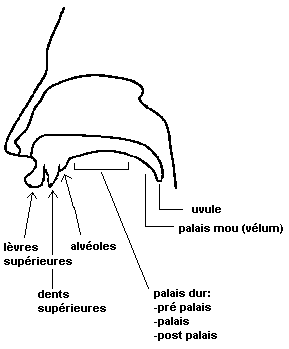 uvule
palais mou (vélum)
lèvres
supérieures
alvéoles
dents
supérieures
palais dur:
-pré palais
-palais
-post palais